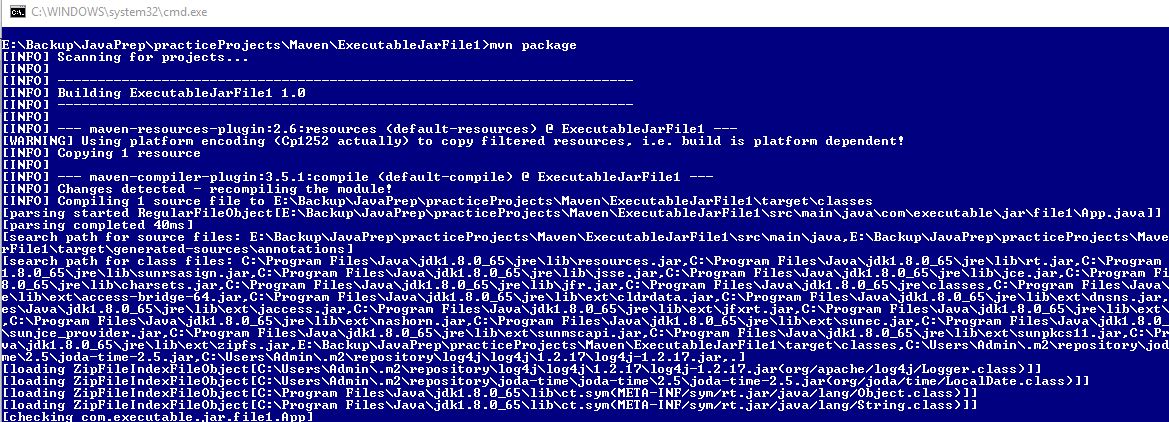 C:\WINDOWS\system32\cmd.exe
E:\Backup\JavaPrep\practiceProjects\Maven\ExecutableJarFile1>mvn package
[INFO] Scanning for projects...
[INFO]
[INFO] ------------------------------------------------------------------------
[INFO] Building ExecutableJarFile1 1.0
[INFO] ------------------------------------------------------------------------
[INFO]
[INFO] --- maven-resources-plugin:2.6:resources (default-resources) @ ExecutableJarFile1 ---
[WARNING] Using platform encoding (Cp1252 actually) to copy filtered resources, i.e. build is platform dependent!
[INFO] Copying 1 resource
[INFO]
[INFO] --- maven-compiler-plugin:3.5.1:compile (default-compile) @ ExecutableJarFile1 ---
[INFO] Changes detected - recompiling the module!
[INFO] Compiling 1 source file to E:\Backup\JavaPrep\practiceProjects\Maven\ExecutableJarFile1\target\classes
[parsing started RegularFileObject[E:\Backup\JavaPrep\practiceProjects\Maven\ExecutableJarFile1\src\main\java\com\executable\jar\file1\App.java]]
[parsing completed 40ms]
[search path for source files: E:\Backup\JavaPrep\practiceProjects\Maven\ExecutableJarFile1\src\main\java,E:\Backup\JavaPrep\practiceProjects\Mave
rFile1\target\generated-sources\annotations]
[search path for class files: C:\Program Files\Java\jdk1.8.0_65\jre\lib\resources.jar,C:\Program Files\Java\jdk1.8.0_65\jre\lib\rt.jar,C:\Program
1.8.0_65\jre\lib\sunrsasign.jar,C:\Program Files\Java\jdk1.8.0_65\jre\lib\jsse.jar,C:\Program Files\Java\jdk1.8.0_65\jre\lib\jce.jar,C:\Program Fi
e\lib\charsets.jar,C:\Program Files\Java\jdk1.8.0_65\jre\lib\jfr.jar,C:\Program Files\Java\jdk1.8.0_65\jre\classes,C:\Program Files\Java\jdk1.8.0_
e\lib\ext\access-bridge-64.jar,C:\Program Files\Java\jdk1.8.0_65\jre\lib\ext\cldrdata.jar,C:\Program Files\Java\jdk1.8.0_65\jre\lib\ext\dnsns.jar,
es\Java\jdk1.8.0_65\jre\lib\ext\jaccess.jar,C:\Program Files\Java\jdk1.8.0_65\jre\lib\ext\jfxrt.jar,C:\Program Files\Java\jdk1.8.0_65\jre\lib\ext\
,C:\Program Files\Java\jdk1.8.0_65\jre\lib\ext\nashorn.jar,C:\Program Files\Java\jdk1.8.0_65\jre\lib\ext\sunec.jar,C:\Program Files\Java\jdk1.8.0_
\sunjce_provider.jar,C:\Program Files\Java\jdk1.8.0_65\jre\lib\ext\sunmscapi.jar,C:\Program Files\Java\jdk1.8.0_65\jre\lib\ext\sunpkcs11.jar,C:\Pr
va\jdk1.8.0_65\jre\lib\ext\zipfs.jar,E:\Backup\JavaPrep\practiceProjects\Maven\ExecutableJarFile1\target\classes,C:\Users\Admin\.m2\repository\jod
me\2.5\joda-time-2.5.jar,C:\Users\Admin\.m2\repository\log4j\log4j\1.2.17\log4j-1.2.17.jar,.]
[loading ZipFileIndexFileObject[C:\Users\Admin\.m2\repository\log4j\log4j\1.2.17\log4j-1.2.17.jar(org/apache/log4j/Logger.class)]]
[loading ZipFileIndexFileObject[C:\Users\Admin\.m2\repository\joda-time\joda-time\2.5\joda-time-2.5.jar(org/joda/time/LocalDate.class)]]
[loading ZipFileIndexFileObject[C:\Program Files\Java\jdk1.8.0_65\lib\ct.sym(META-INF/sym/rt.jar/java/lang/Object.class)]]
[loading ZipFileIndexFileObject[C:\Program Files\Java\jdk1.8.0_65\lib\ct.sym(META-INF/sym/rt.jar/java/lang/String.class)]]
[checking com.executable.jar.file1.App]